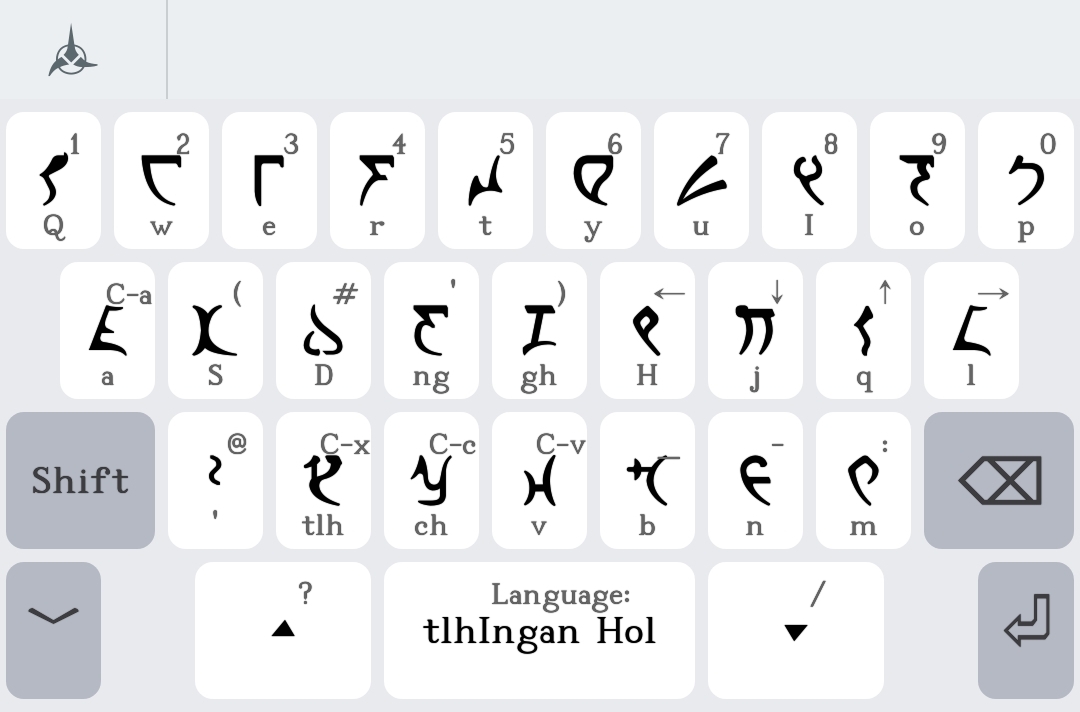 1 2 3 4 5 6 7 8 9 0
     	    
Q w e r t y u I o p
C-a ( # ' ) ← ↓ ↑ →
        
a S D ng gh H j q l
@ C-x C-c C-v — - :
Shift       
' tlh ch v b n m
? Language: /
▲ tlhIngan Hol ▼